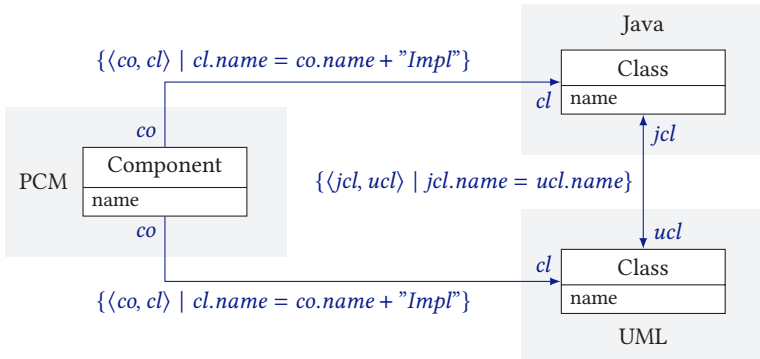 Java
{⟨co, cl⟩ | cl.name = co.name + ”Impl”}
Class
cl
name
co
jcl
Component
PCM
{⟨jcl, ucl⟩ | jcl.name = ucl.name}
name
co
ucl
cl
Class
{⟨co, cl⟩ | cl.name = co.name + ”Impl”}
name
UML